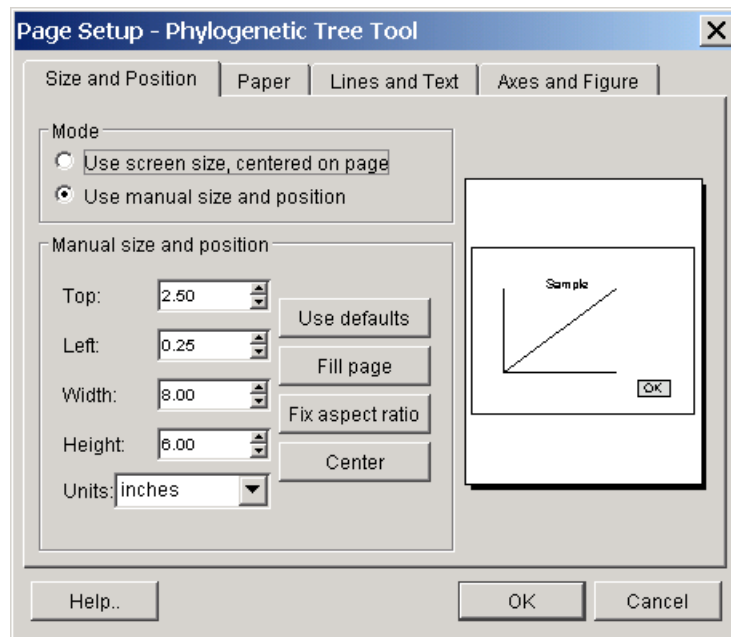 Page Setup - Phylogenetic Tree Tool
Size and Position Paper Lines and Text Axes and Figure
Mode
Use screen size, centered on page
Use manual size and position
Manual size and position
Top: 2.50
Left: 0.25
Width: 8.00
Height: 6.00
Units: inches
Use defaults
Fill page
Fix aspect ratio
Center
Sample
OK
Help..
OK Cancel